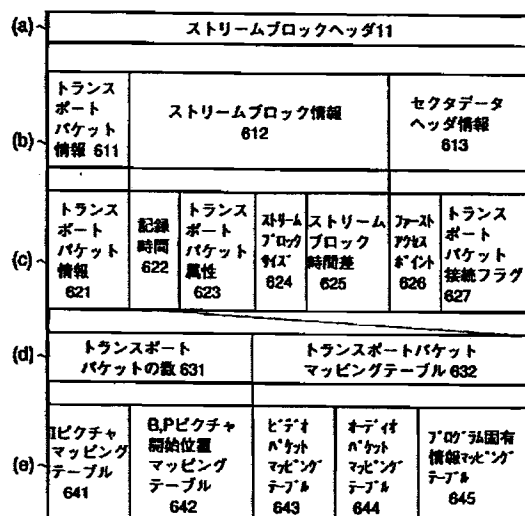 (a)
ストリームブロックヘッダ11
(b)
トランス
ポート
パケット
情報 611
ストリームブロック情報
612
セクタデータ
ヘッダ情報
613
(c)
トランス
ポート
パケット
情報
621
記録
時間
622
トランス
ポート
パケット
属性
623
ストリーム
ブロック
サイズ
624
ストリーム
ブロック
時間差
625
ファースト
アクセス
ポイント
626
トランス
ポート
パケット
接続フラグ
627
(d)
トランスポート
パケットの数 631
トランスポートパケット
マッピングテーブル 632
(e)
Iピクチャ
マッピング
テーブル
641
B,Pピクチャ
開始位置
マッピング
テーブル
642
ビデオ
パケット
マッピング
テーブル
643
オーディオ
パケット
マッピング
テーブル
644
プログラム固有
情報マッピング
テーブル
645